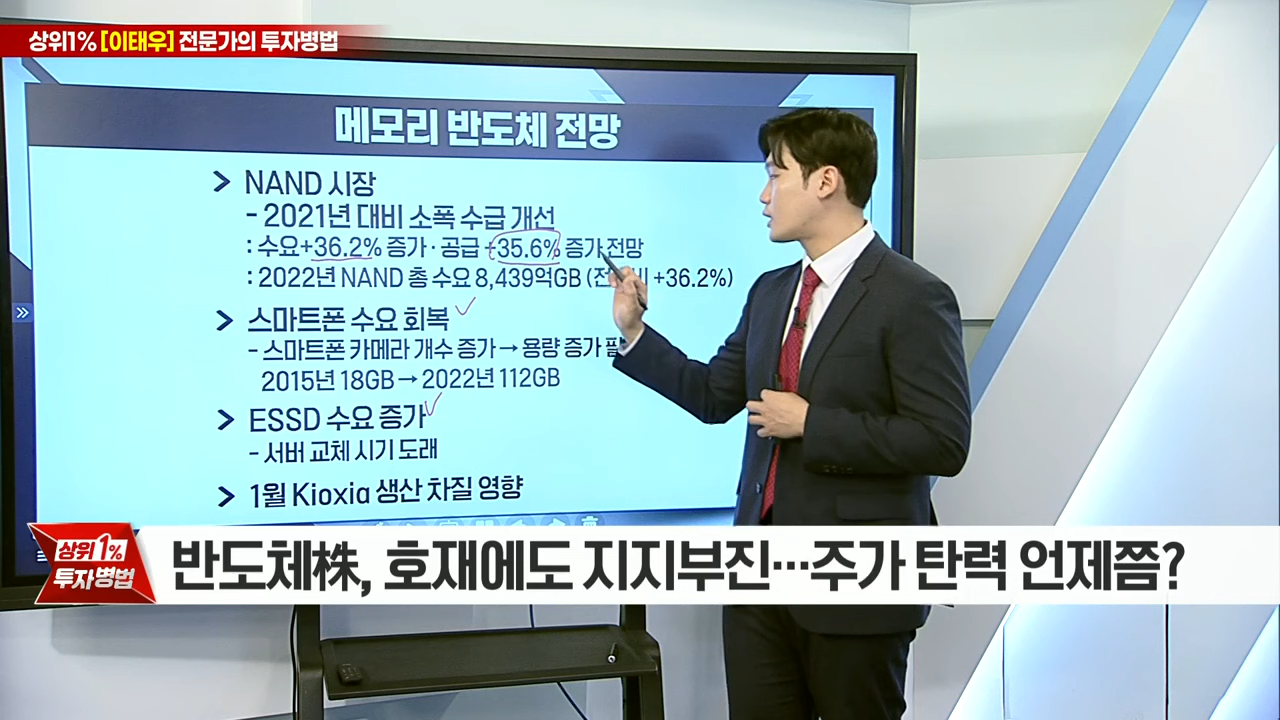 상위1% [이태우] 전문가의 투자병법
메모리 반도체 전망
> NAND 시장
- 2021년 대비 소폭 수급 개선
: 수요+36.2% 증가 · 공급 +35.6% 증가 전망
: 2022년 NAND 총 수요 8,439억GB ( +36.2%)
> 스마트폰 수요 회복
- 스마트폰 카메라 개수 증가 → 용량 증가
2015년 18GB → 2022년 112GB
> ESSD 수요 증가
- 서버 교체 시기 도래
> 1월 Kioxia 생산 차질 영향
상위 1%
투자병법
반도체株, 호재에도 지지부진…주가 탄력 언제쯤?